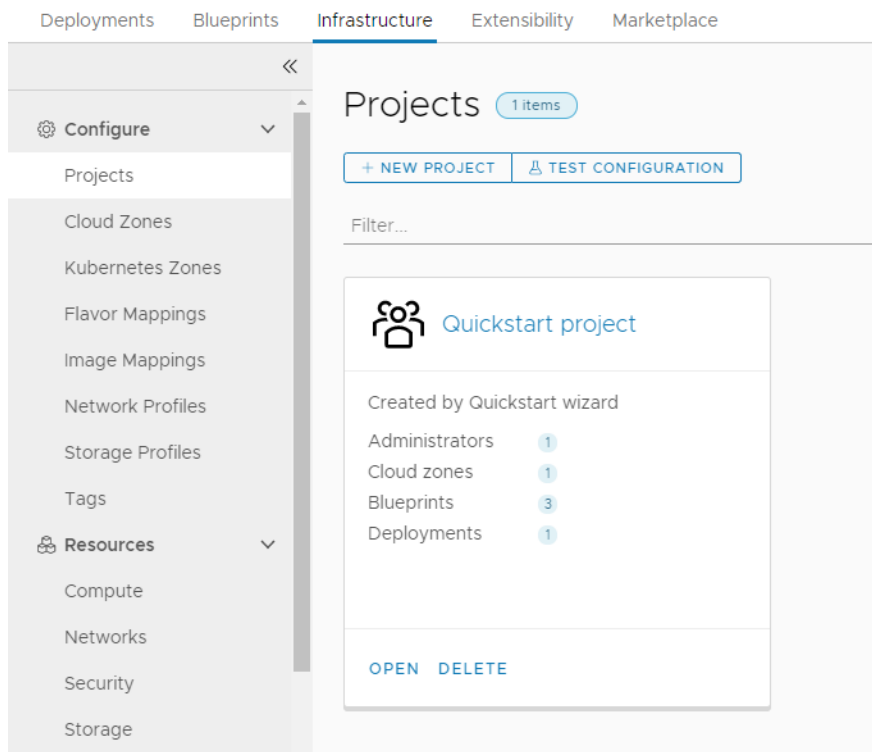 Deployments Blueprints Infrastructure Extensibility Marketplace
Configure
Projects
Cloud Zones
Kubernetes Zones
Flavor Mappings
Image Mappings
Network Profiles
Storage Profiles
Tags
Resources
Compute
Networks
Security
Storage
Projects 1 items
+ NEW PROJECT TEST CONFIGURATION
Filter...
Quickstart project
Created by Quickstart wizard
Administrators 1
Cloud zones 1
Blueprints 3
Deployments 1
OPEN DELETE